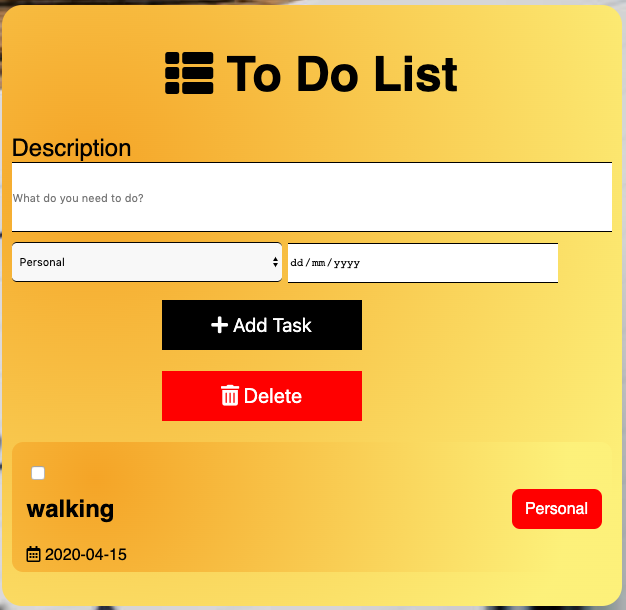 To Do List
Description
What do you need to do?
Personal
dd/mm/yyyy
Add Task
Delete
walking
Personal
2020-04-15